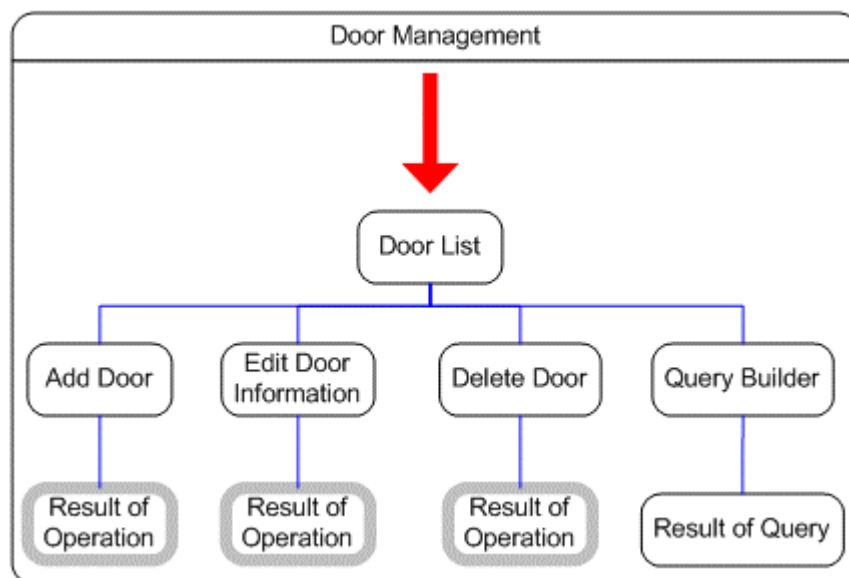 Door Management
Door List
Add Door
Edit Door
Information
Delete Door
Query Builder
Result of
Operation
Result of
Operation
Result of
Operation
Result of Query